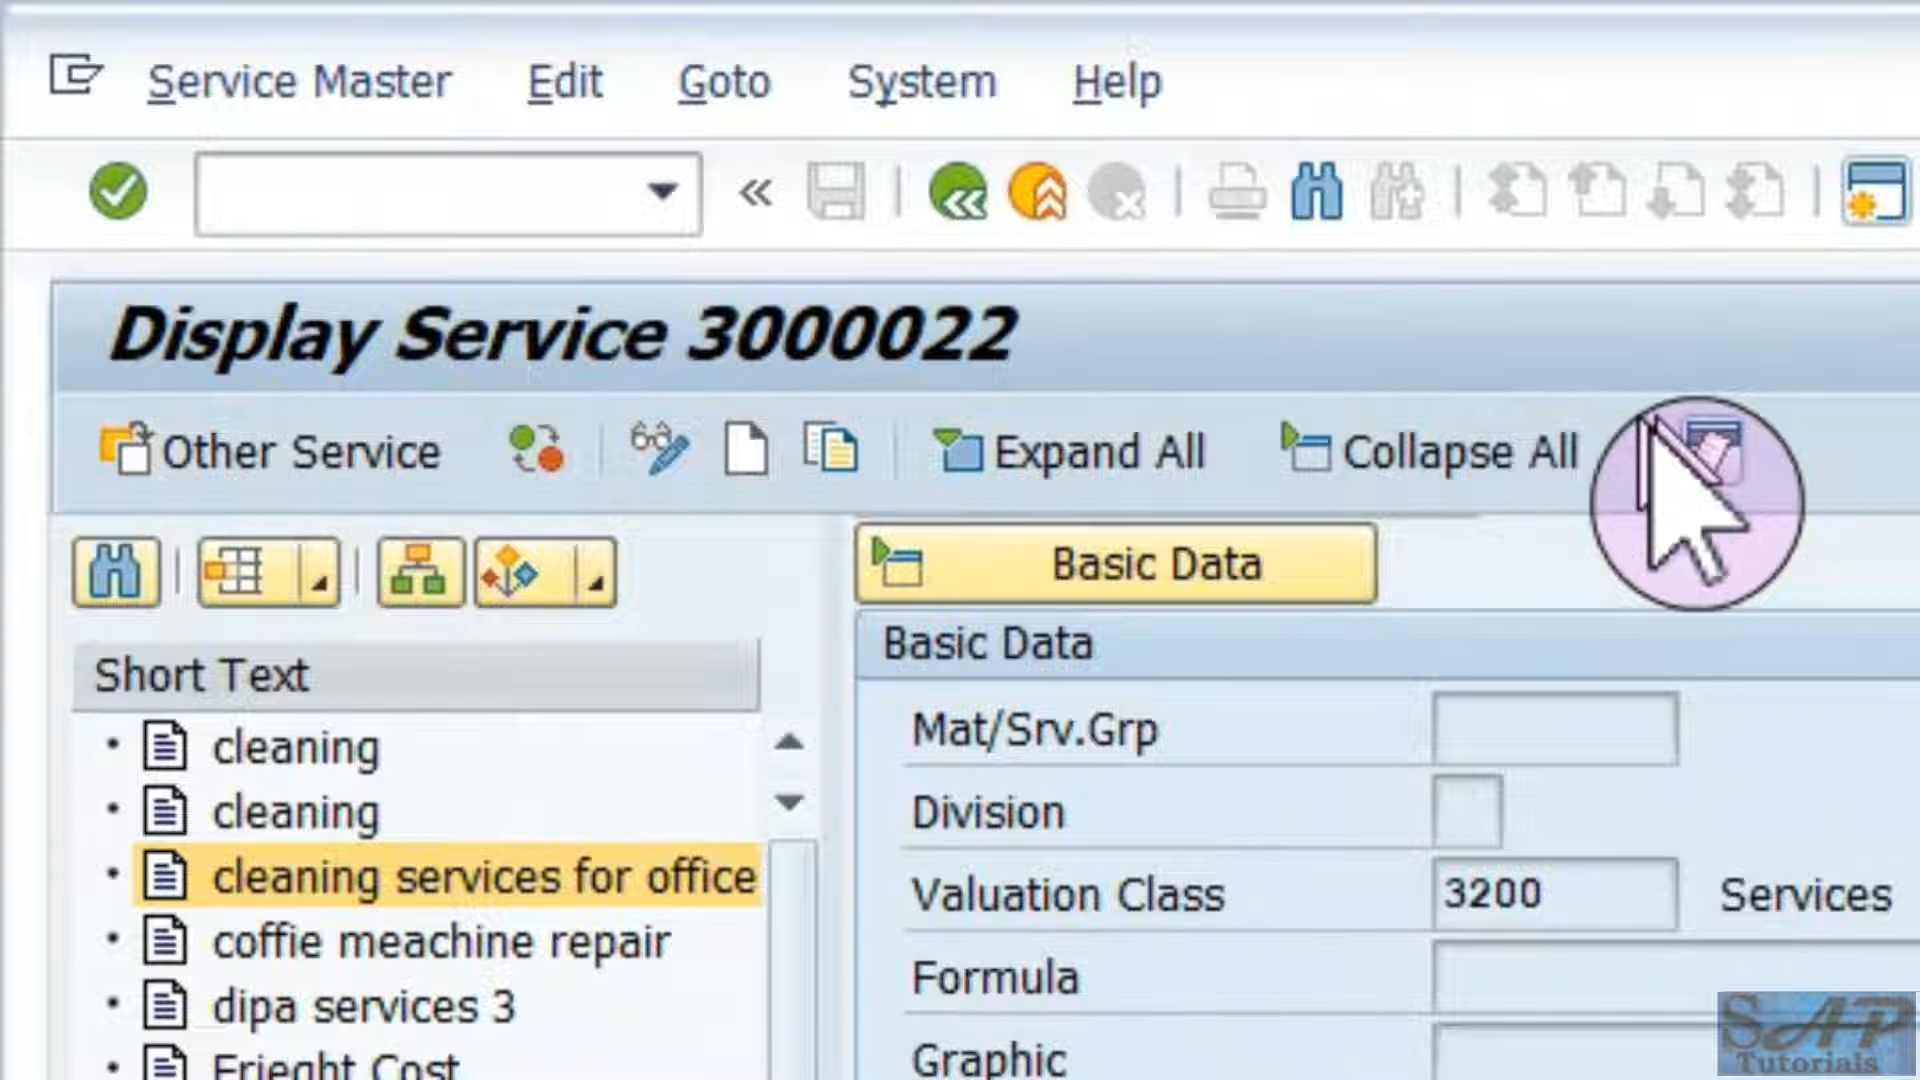 Service Master Edit Goto System Help
Display Service 3000022
Other Service Expand All Collapse All
Basic Data
Short Text
cleaning
cleaning
cleaning services for office
coffie meachine repair
dipa services 3
Frieght Cost
Basic Data
Mat/Srv.Grp
Division
Valuation Class 3200 Services
Formula
Graphic
SAP
Tutorials